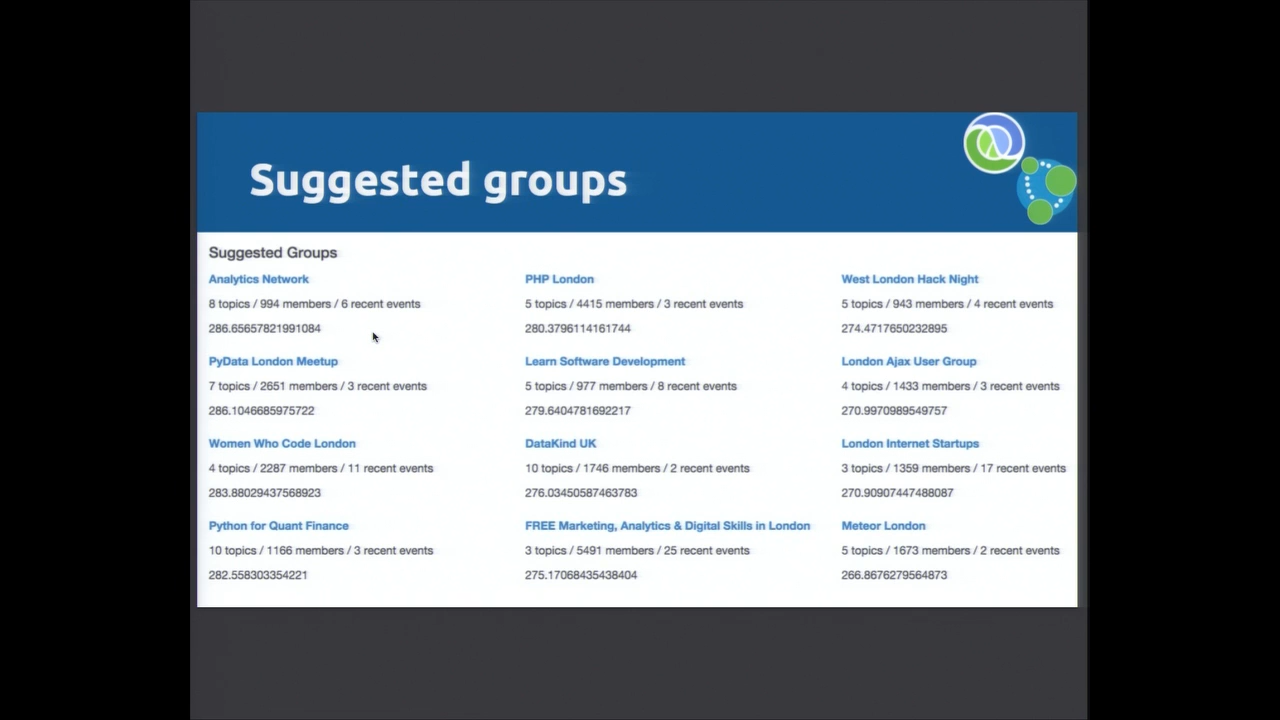 Suggested groups
Suggested Groups
Analytics Network
8 topics / 994 members / 6 recent events
286.65657821991084
PyData London Meetup
7 topics / 2651 members / 3 recent events
286.1046685975722
Women Who Code London
4 topics / 2287 members / 11 recent events
283.88029437568923
Python for Quant Finance
10 topics / 1166 members / 3 recent events
282.558303354221
PHP London
5 topics / 4415 members / 3 recent events
280.3796114161744
Learn Software Development
5 topics / 977 members / 8 recent events
279.6404781692217
DataKind UK
10 topics / 1746 members / 2 recent events
276.03450587463783
FREE Marketing, Analytics & Digital Skills in London
3 topics / 5491 members / 25 recent events
275.17068435438404
West London Hack Night
5 topics / 943 members / 4 recent events
274.4717650232895
London Ajax User Group
4 topics / 1433 members / 3 recent events
270.9970989549757
London Internet Startups
3 topics / 1359 members / 17 recent events
270.90907447488087
Meteor London
5 topics / 1673 members / 2 recent events
266.8676279564873